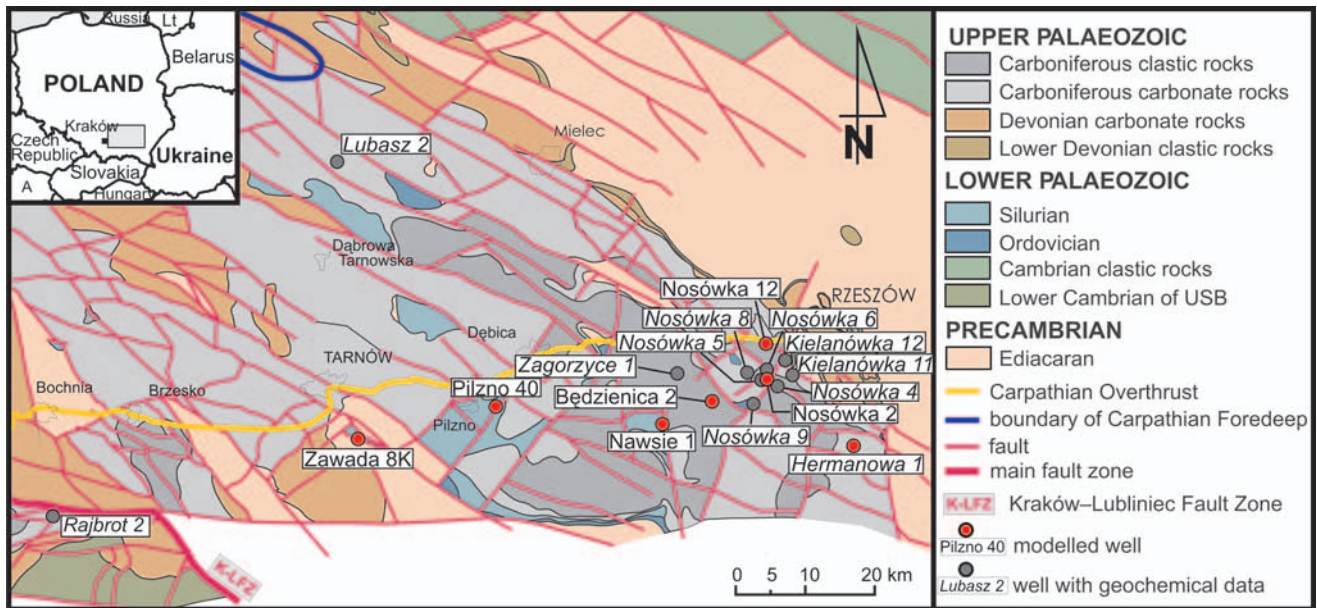 Russia
Lt
Belarus
POLAND
Kraków
Czech
Republic
Ukraine
Slovakia
A
Hungary
Lubasz 2
Mielec
N
Dąbrowa
Tarnowska
Nosówka 12
RZESZÓW
Nosówka 8
Nosówka 6
Dębica
Nosówka 5
Kielanówka 12
TARNÓW
Zagorzyce 1
Kielanówka 11
Bochnia
Brzesko
Pilzno 40
Będzienica 2
Nosówka 4
Nosówka 2
Pilzno
Nawsie 1
Nosówka 9
Zawada 8K
Hermanowa 1
Rajbrot 2
K-LFZ
0 5 10 20 km
UPPER PALAEOZOIC
Carboniferous clastic rocks
Carboniferous carbonate rocks
Devonian carbonate rocks
Lower Devonian clastic rocks
LOWER PALAEOZOIC
Silurian
Ordovician
Cambrian clastic rocks
Lower Cambrian of USB
PRECAMBRIAN
Ediacaran
Carpathian Overthrust
boundary of Carpathian Foredeep
fault
main fault zone
K-LFZ Kraków–Lubliniec Fault Zone
Pilzno 40 modelled well
Lubasz 2 well with geochemical data